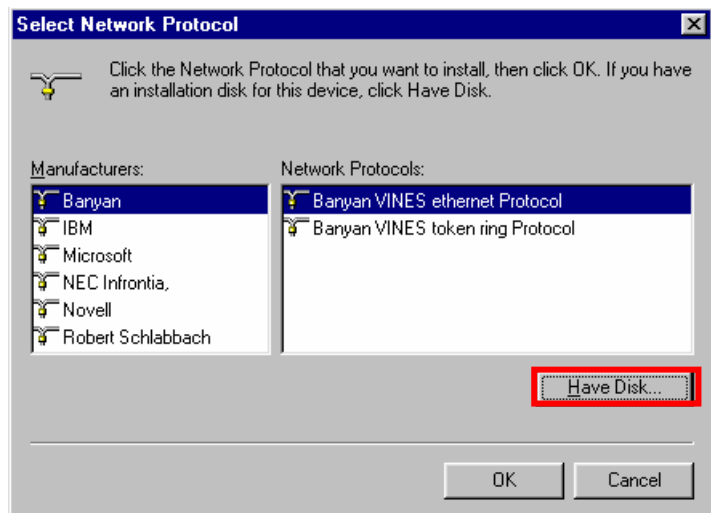 Select Network Protocol
Click the Network Protocol that you want to install, then click OK. If you have
an installation disk for this device, click Have Disk.
Manufacturers:
Banyan
IBM
Microsoft
NEC Infrontia,
Novell
Robert Schlabbach
Network Protocols:
Banyan VINES ethernet Protocol
Banyan VINES token ring Protocol
Have Disk...
OK
Cancel